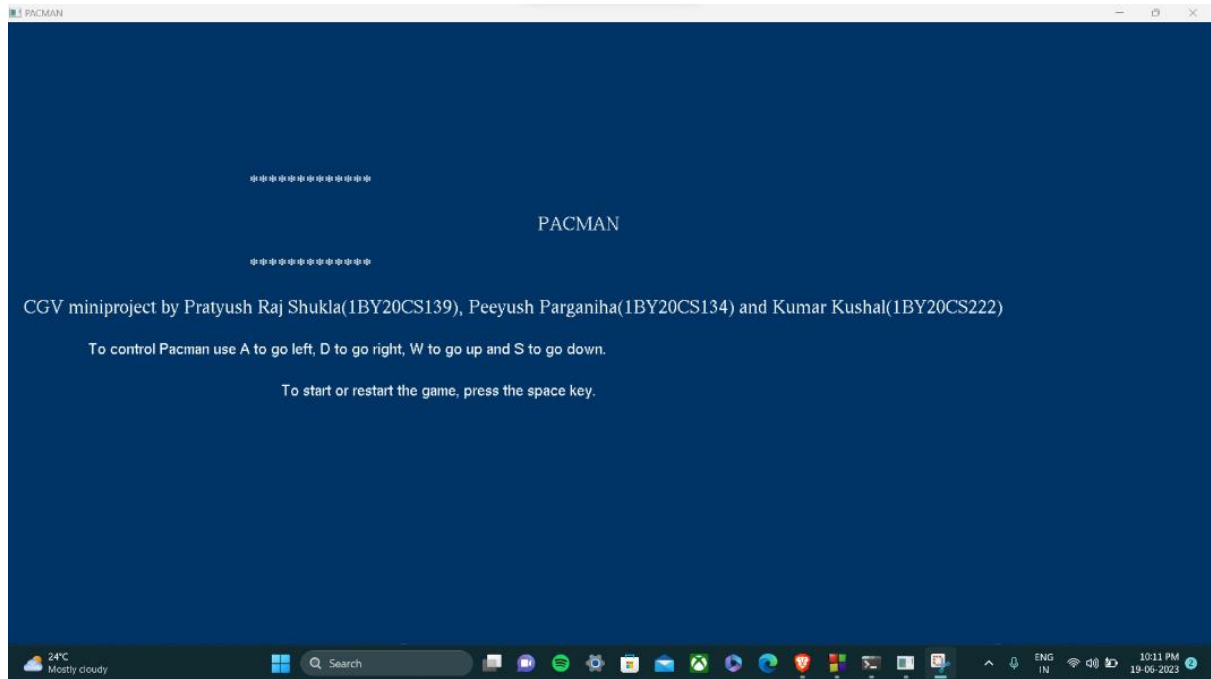 PACMAN
*************
PACMAN
*************
CGV miniproject by Pratyush Raj Shukla(1BY20CS139), Peeyush Parganiha(1BY20CS134) and Kumar Kushal(1BY20CS222)
To control Pacman use A to go left, D to go right, W to go up and S to go down.
To start or restart the game, press the space key.
24°C
Mostly cloudy
Search
ENG
IN
10:11 PM
19-06-2023
2